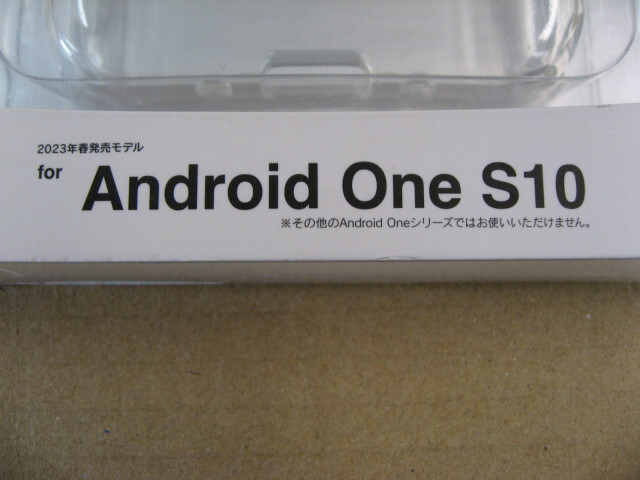 2023年春発売モデル
for Android One S10
※その他のAndroid Oneシリーズではお使いいただけません。